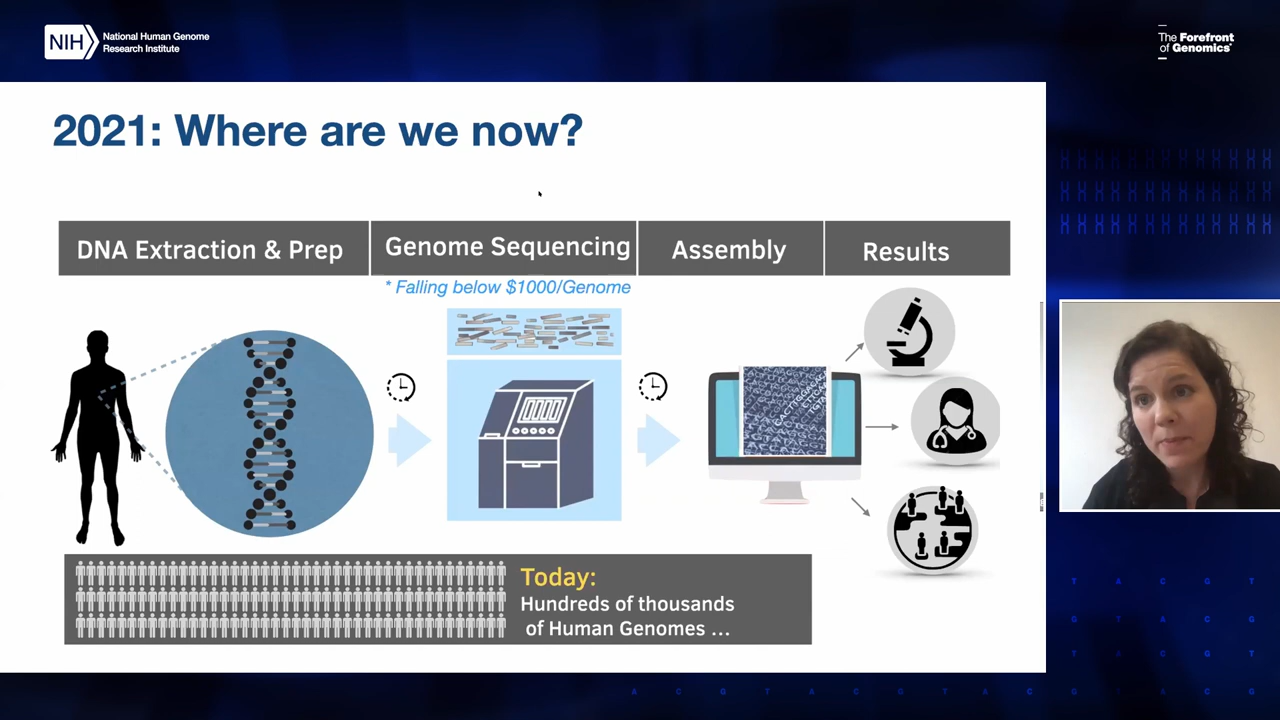 NIH
National Human Genome
Research Institute
The Forefront
of Genomics®
2021: Where are we now?
DNA Extraction & Prep
Genome Sequencing
Assembly
Results
* Falling below $1000/Genome
Today:
Hundreds of thousands
of Human Genomes ...
T A C G T
G T A C G
T A C G T
A C G T A C G T A C G T A C G